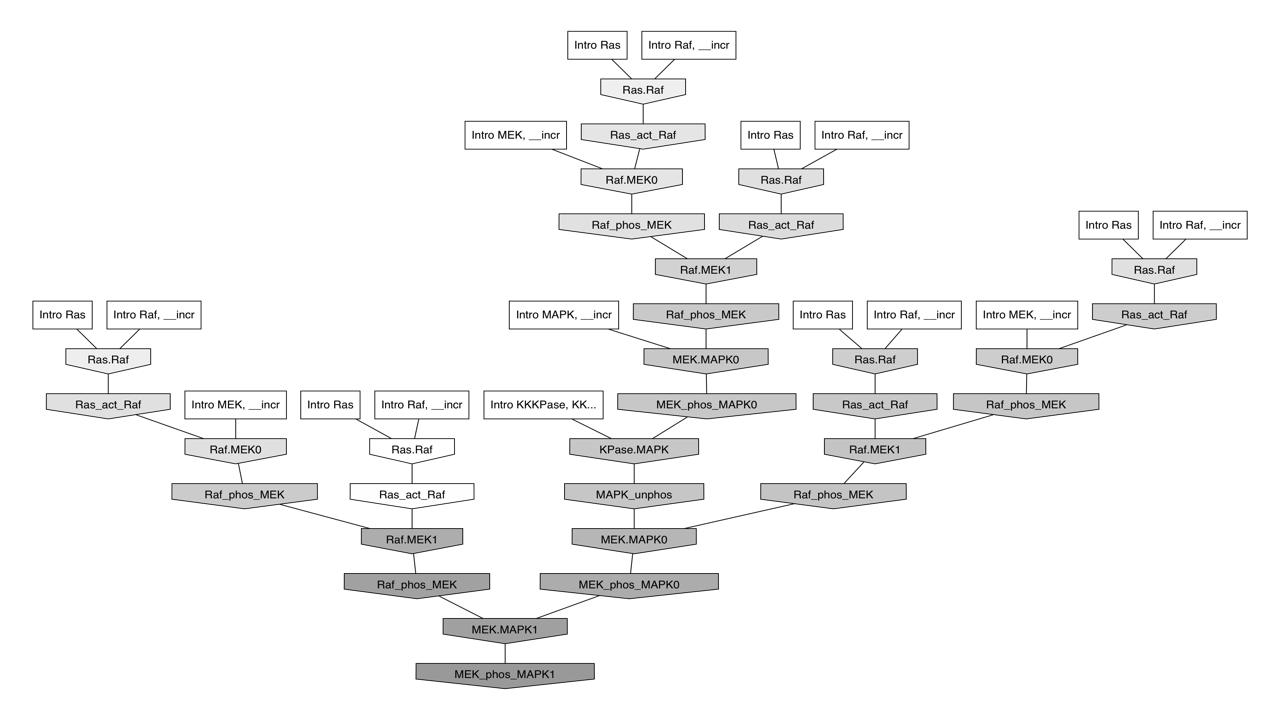 Intro Ras
Intro Raf, __incr
Ras.Raf
Intro MEK, __incr
Ras_act_Raf
Intro Ras
Intro Raf, __incr
Raf.MEK0
Ras.Raf
Raf_phos_MEK
Ras_act_Raf
Intro Ras
Intro Raf, __incr
Raf.MEK1
Ras.Raf
Intro Ras
Intro Raf, __incr
Intro MAPK, __incr
Raf_phos_MEK
Intro Ras
Intro Raf, __incr
Intro MEK, __incr
Ras_act_Raf
Ras.Raf
MEK.MAPK0
Ras.Raf
Raf.MEK0
Ras_act_Raf
Intro MEK, __incr
Intro Ras
Intro Raf, __incr
Intro KKKPase, KK...
MEK_phos_MAPK0
Ras_act_Raf
Raf_phos_MEK
Raf.MEK0
Ras.Raf
KPase.MAPK
Raf.MEK1
Raf_phos_MEK
Ras_act_Raf
MAPK_unphos
Raf_phos_MEK
Raf.MEK1
MEK.MAPK0
Raf_phos_MEK
MEK_phos_MAPK0
MEK.MAPK1
MEK_phos_MAPK1